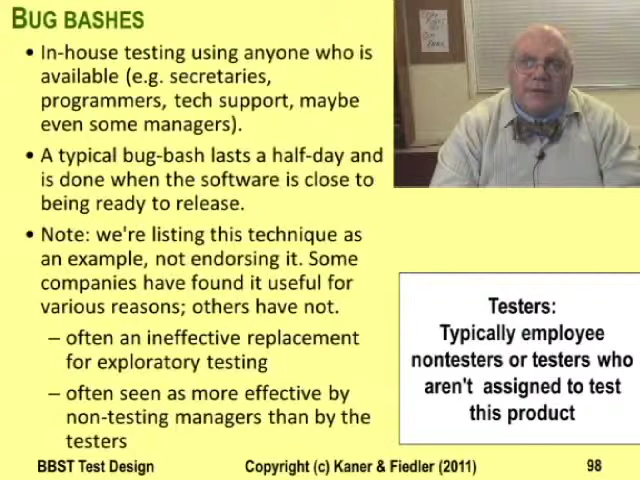 BUG BASHES
• In-house testing using anyone who is
available (e.g. secretaries,
programmers, tech support, maybe
even some managers).
• A typical bug-bash lasts a half-day and
is done when the software is close to
being ready to release.
• Note: we're listing this technique as
an example, not endorsing it. Some
companies have found it useful for
various reasons; others have not.
– often an ineffective replacement
for exploratory testing
– often seen as more effective by
non-testing managers than by the
testers
Testers:
Typically employee
nontesters or testers who
aren't assigned to test
this product
BBST Test Design
Copyright (c) Kaner & Fiedler (2011)
98